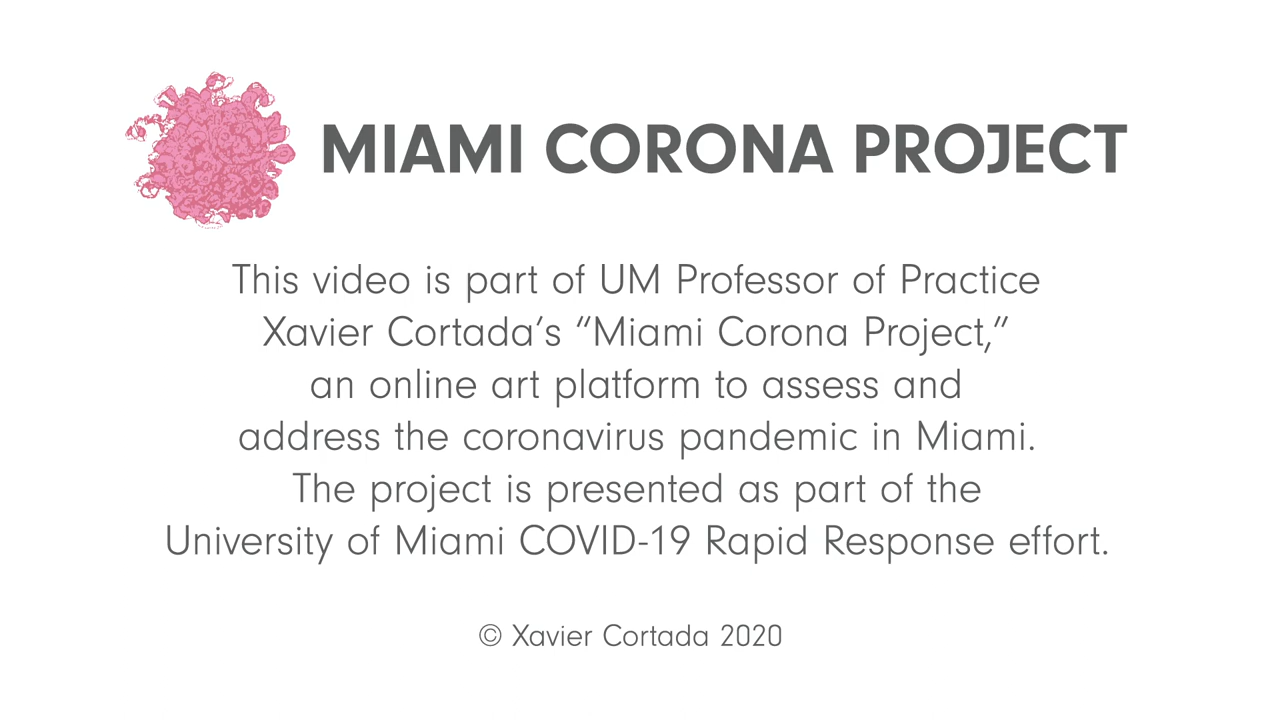 MIAMI CORONA PROJECT
This video is part of UM Professor of Practice
Xavier Cortada’s “Miami Corona Project,”
an online art platform to assess and
address the coronavirus pandemic in Miami.
The project is presented as part of the
University of Miami COVID-19 Rapid Response effort.
© Xavier Cortada 2020